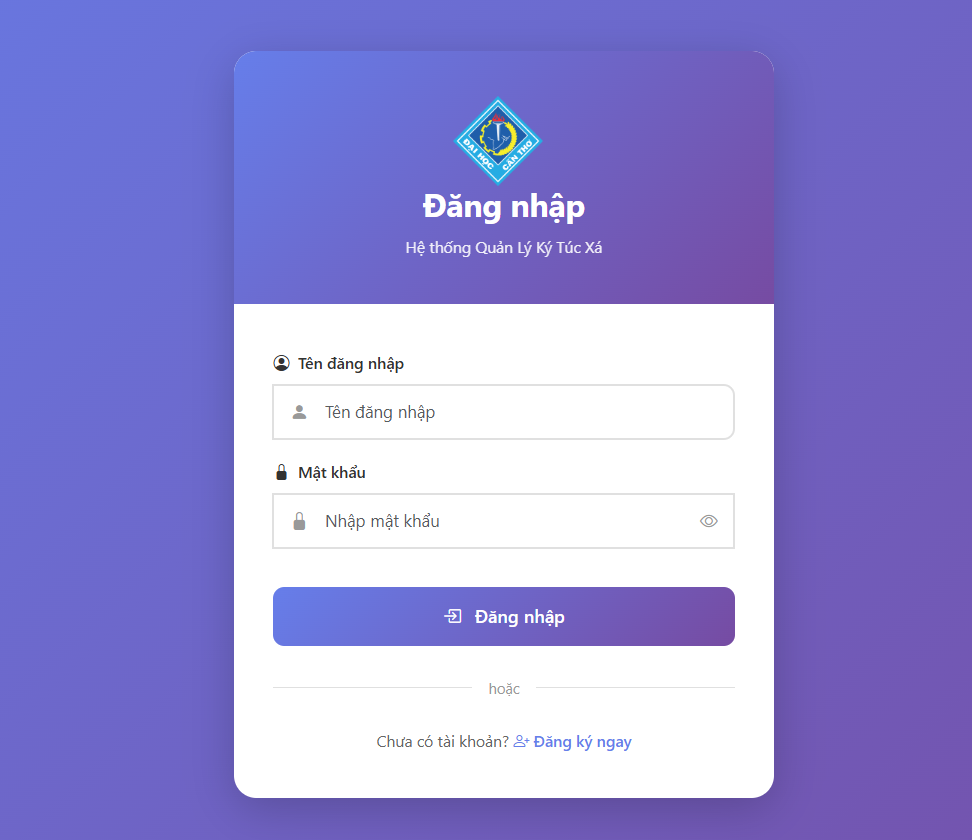 ĐẠI HỌC CẦN THƠ
Đăng nhập
Hệ thống Quản Lý Ký Túc Xá
Tên đăng nhập
Tên đăng nhập
Mật khẩu
Nhập mật khẩu
Đăng nhập
hoặc
Chưa có tài khoản? Đăng ký ngay